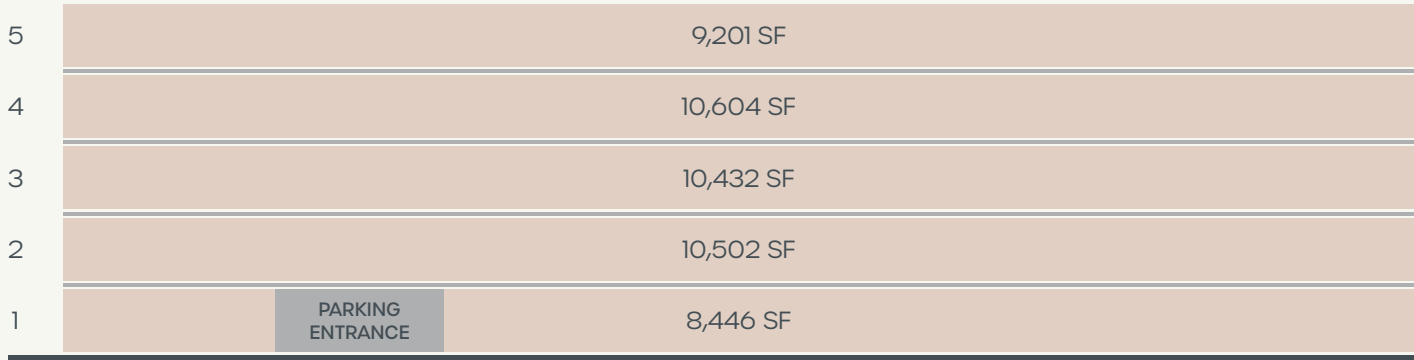 5 9,201 SF
4 10,604 SF
3 10,432 SF
2 10,502 SF
PARKING
ENTRANCE
1 8,446 SF